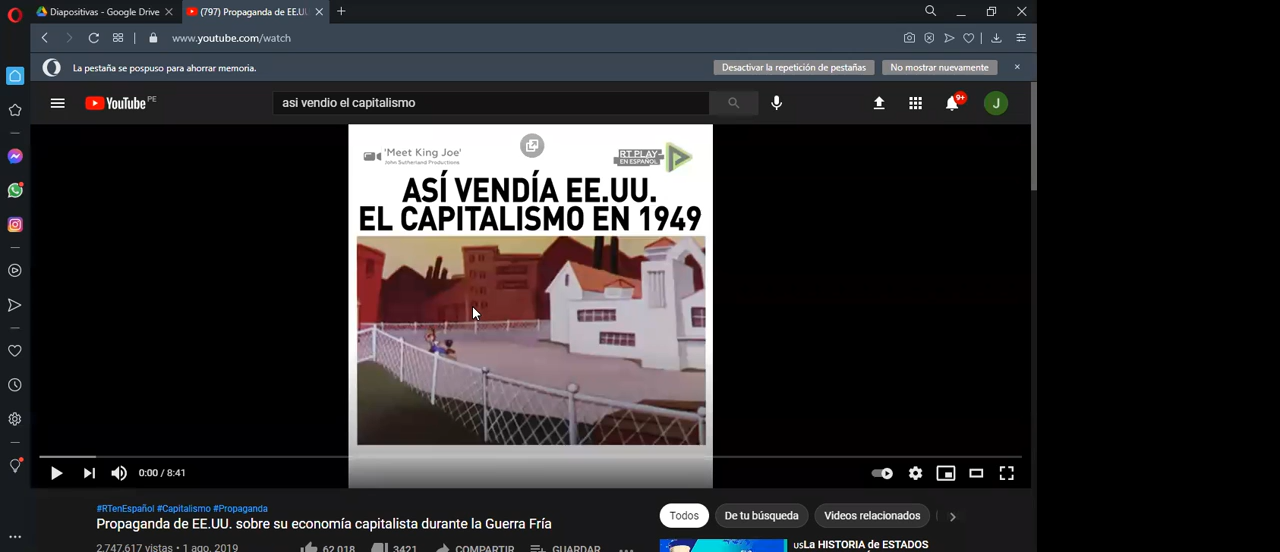 Diapositivas - Google Drive
(797) Propaganda de EE.UU
www.youtube.com/watch
La pestaña se pospuso para ahorrar memoria.
Desactivar la repetición de pestañas
No mostrar nuevamente
YouTube PE
asi vendio el capitalismo
9+
J
'Meet King Joe'
John Sutherland Productions
RT PLAY
EN ESPAÑOL
ASÍ VENDÍA EE.UU.
EL CAPITALISMO EN 1949
0:00 / 8:41
#RTenEspañol #Capitalismo #Propaganda
Propaganda de EE.UU. sobre su economía capitalista durante la Guerra Fría
2,747,617 vistas • 1 ago. 2019
62,018
3421
COMPARTIR
GUARDAR
Todos
De tu búsqueda
Videos relacionados
La HISTORIA de ESTADOS